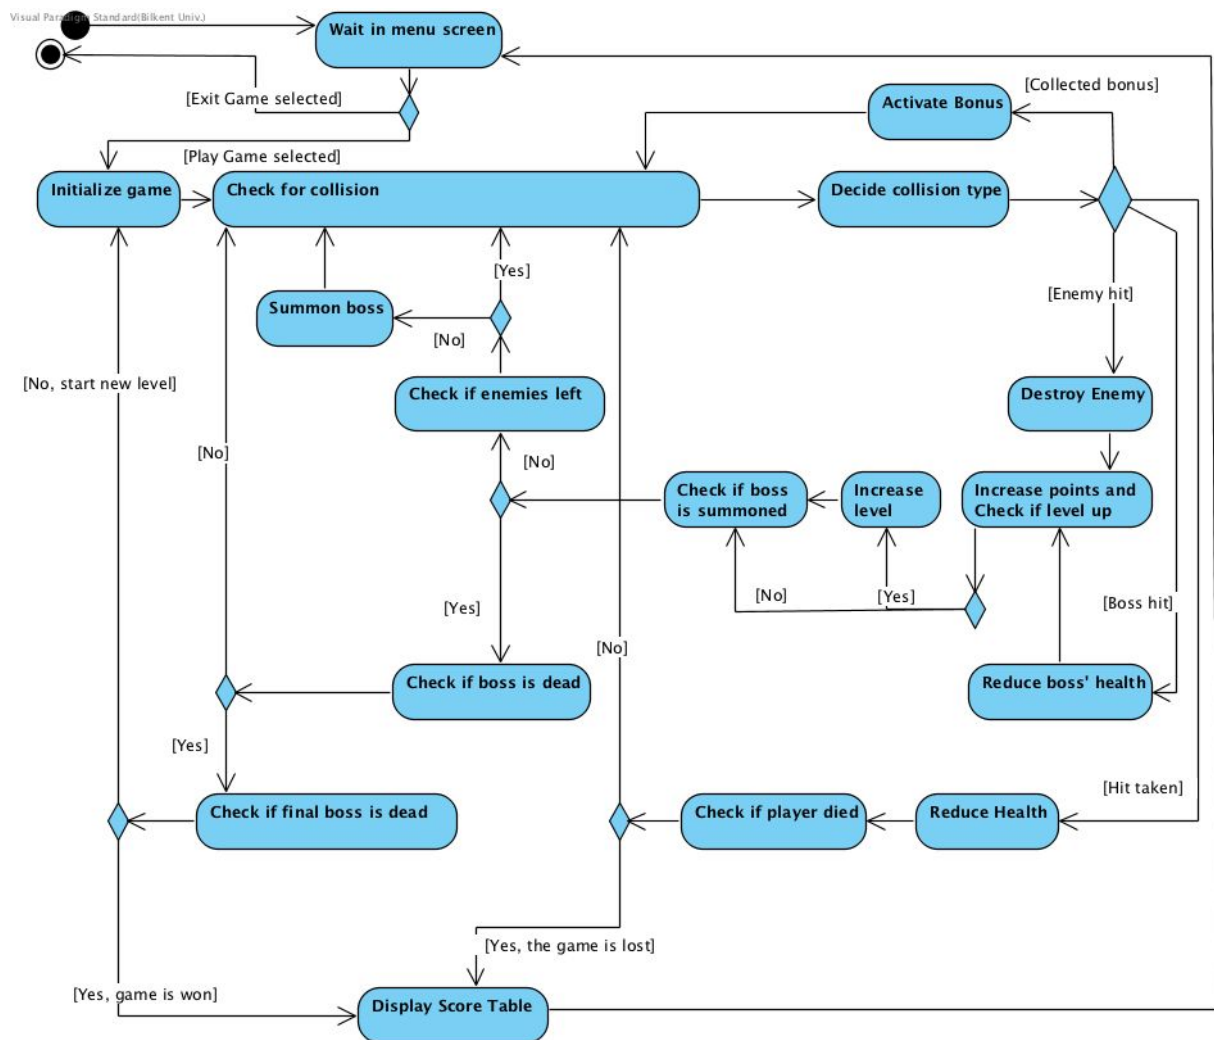 Visual Paradigm Standard(Bilkent Univ.)
Wait in menu screen
[Exit Game selected]
[Collected bonus]
Activate Bonus
[Play Game selected]
Initialize game
Check for collision
Decide collision type
[Yes]
[Enemy hit]
Summon boss
[No]
[No, start new level]
Check if enemies left
Destroy Enemy
[No]
[No]
Check if boss
is summoned
Increase
level
Increase points and
Check if level up
[Yes]
[No]
[Yes]
[Boss hit]
[No]
Check if boss is dead
Reduce boss' health
[Yes]
[Hit taken]
Check if final boss is dead
Check if player died
Reduce Health
[Yes, the game is lost]
[Yes, game is won]
Display Score Table